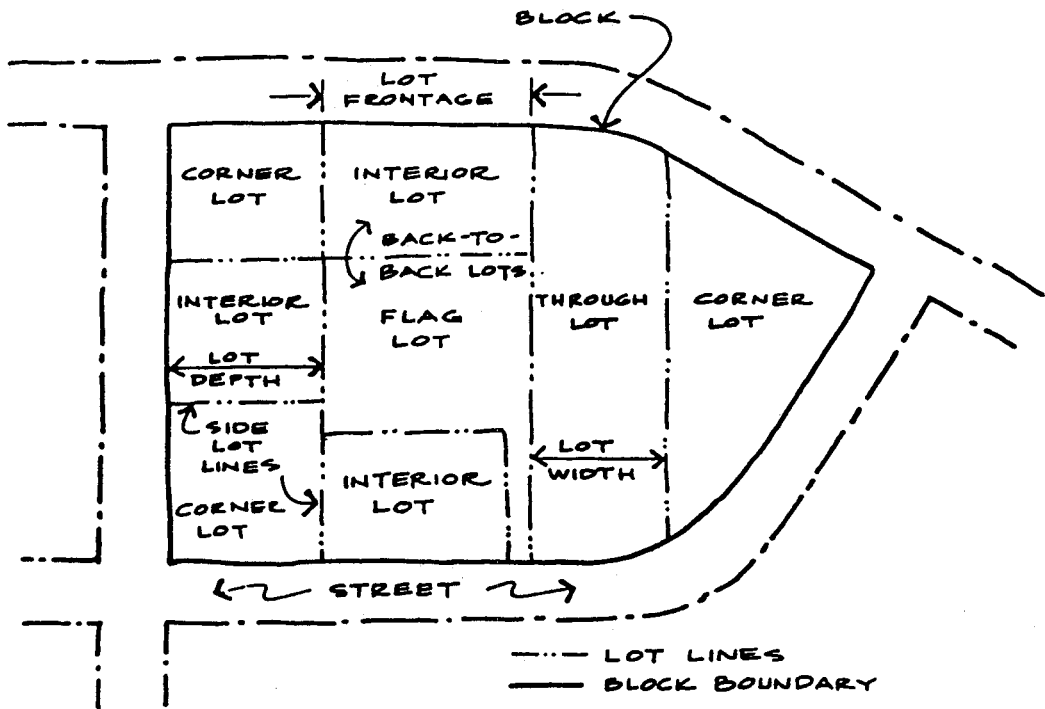 BLOCK
LOT
FRONTAGE
CORNER
LOT
INTERIOR
LOT
BACK-TO-
BACK LOTS
INTERIOR
LOT
FLAG
LOT
THROUGH
LOT
CORNER
LOT
LOT
DEPTH
SIDE
LOT
LINES
LOT
WIDTH
INTERIOR
LOT
CORNER
LOT
STREET
LOT LINES
BLOCK BOUNDARY